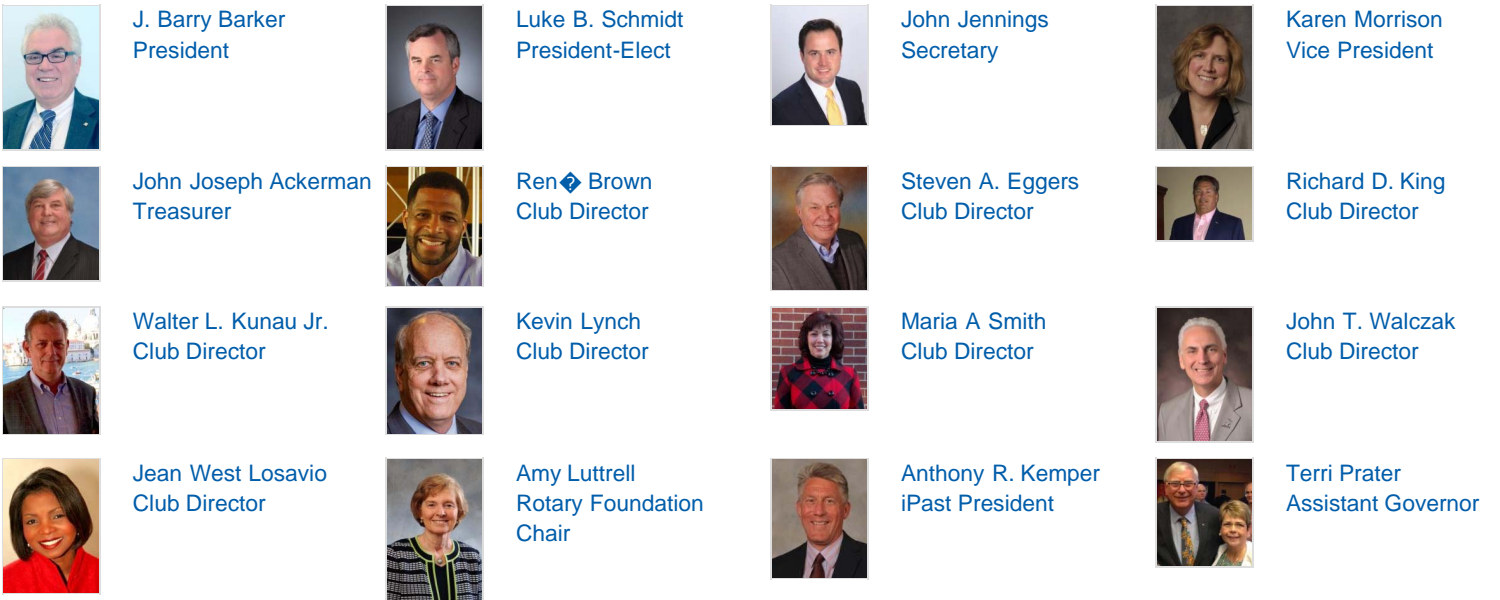 J. Barry Barker
President
Luke B. Schmidt
President-Elect
John Jennings
Secretary
Karen Morrison
Vice President
John Joseph Ackerman
Treasurer
Ren� Brown
Club Director
Steven A. Eggers
Club Director
Richard D. King
Club Director
Walter L. Kunau Jr.
Club Director
Kevin Lynch
Club Director
Maria A Smith
Club Director
John T. Walczak
Club Director
Jean West Losavio
Club Director
Amy Luttrell
Rotary Foundation
Chair
Anthony R. Kemper
iPast President
Terri Prater
Assistant Governor